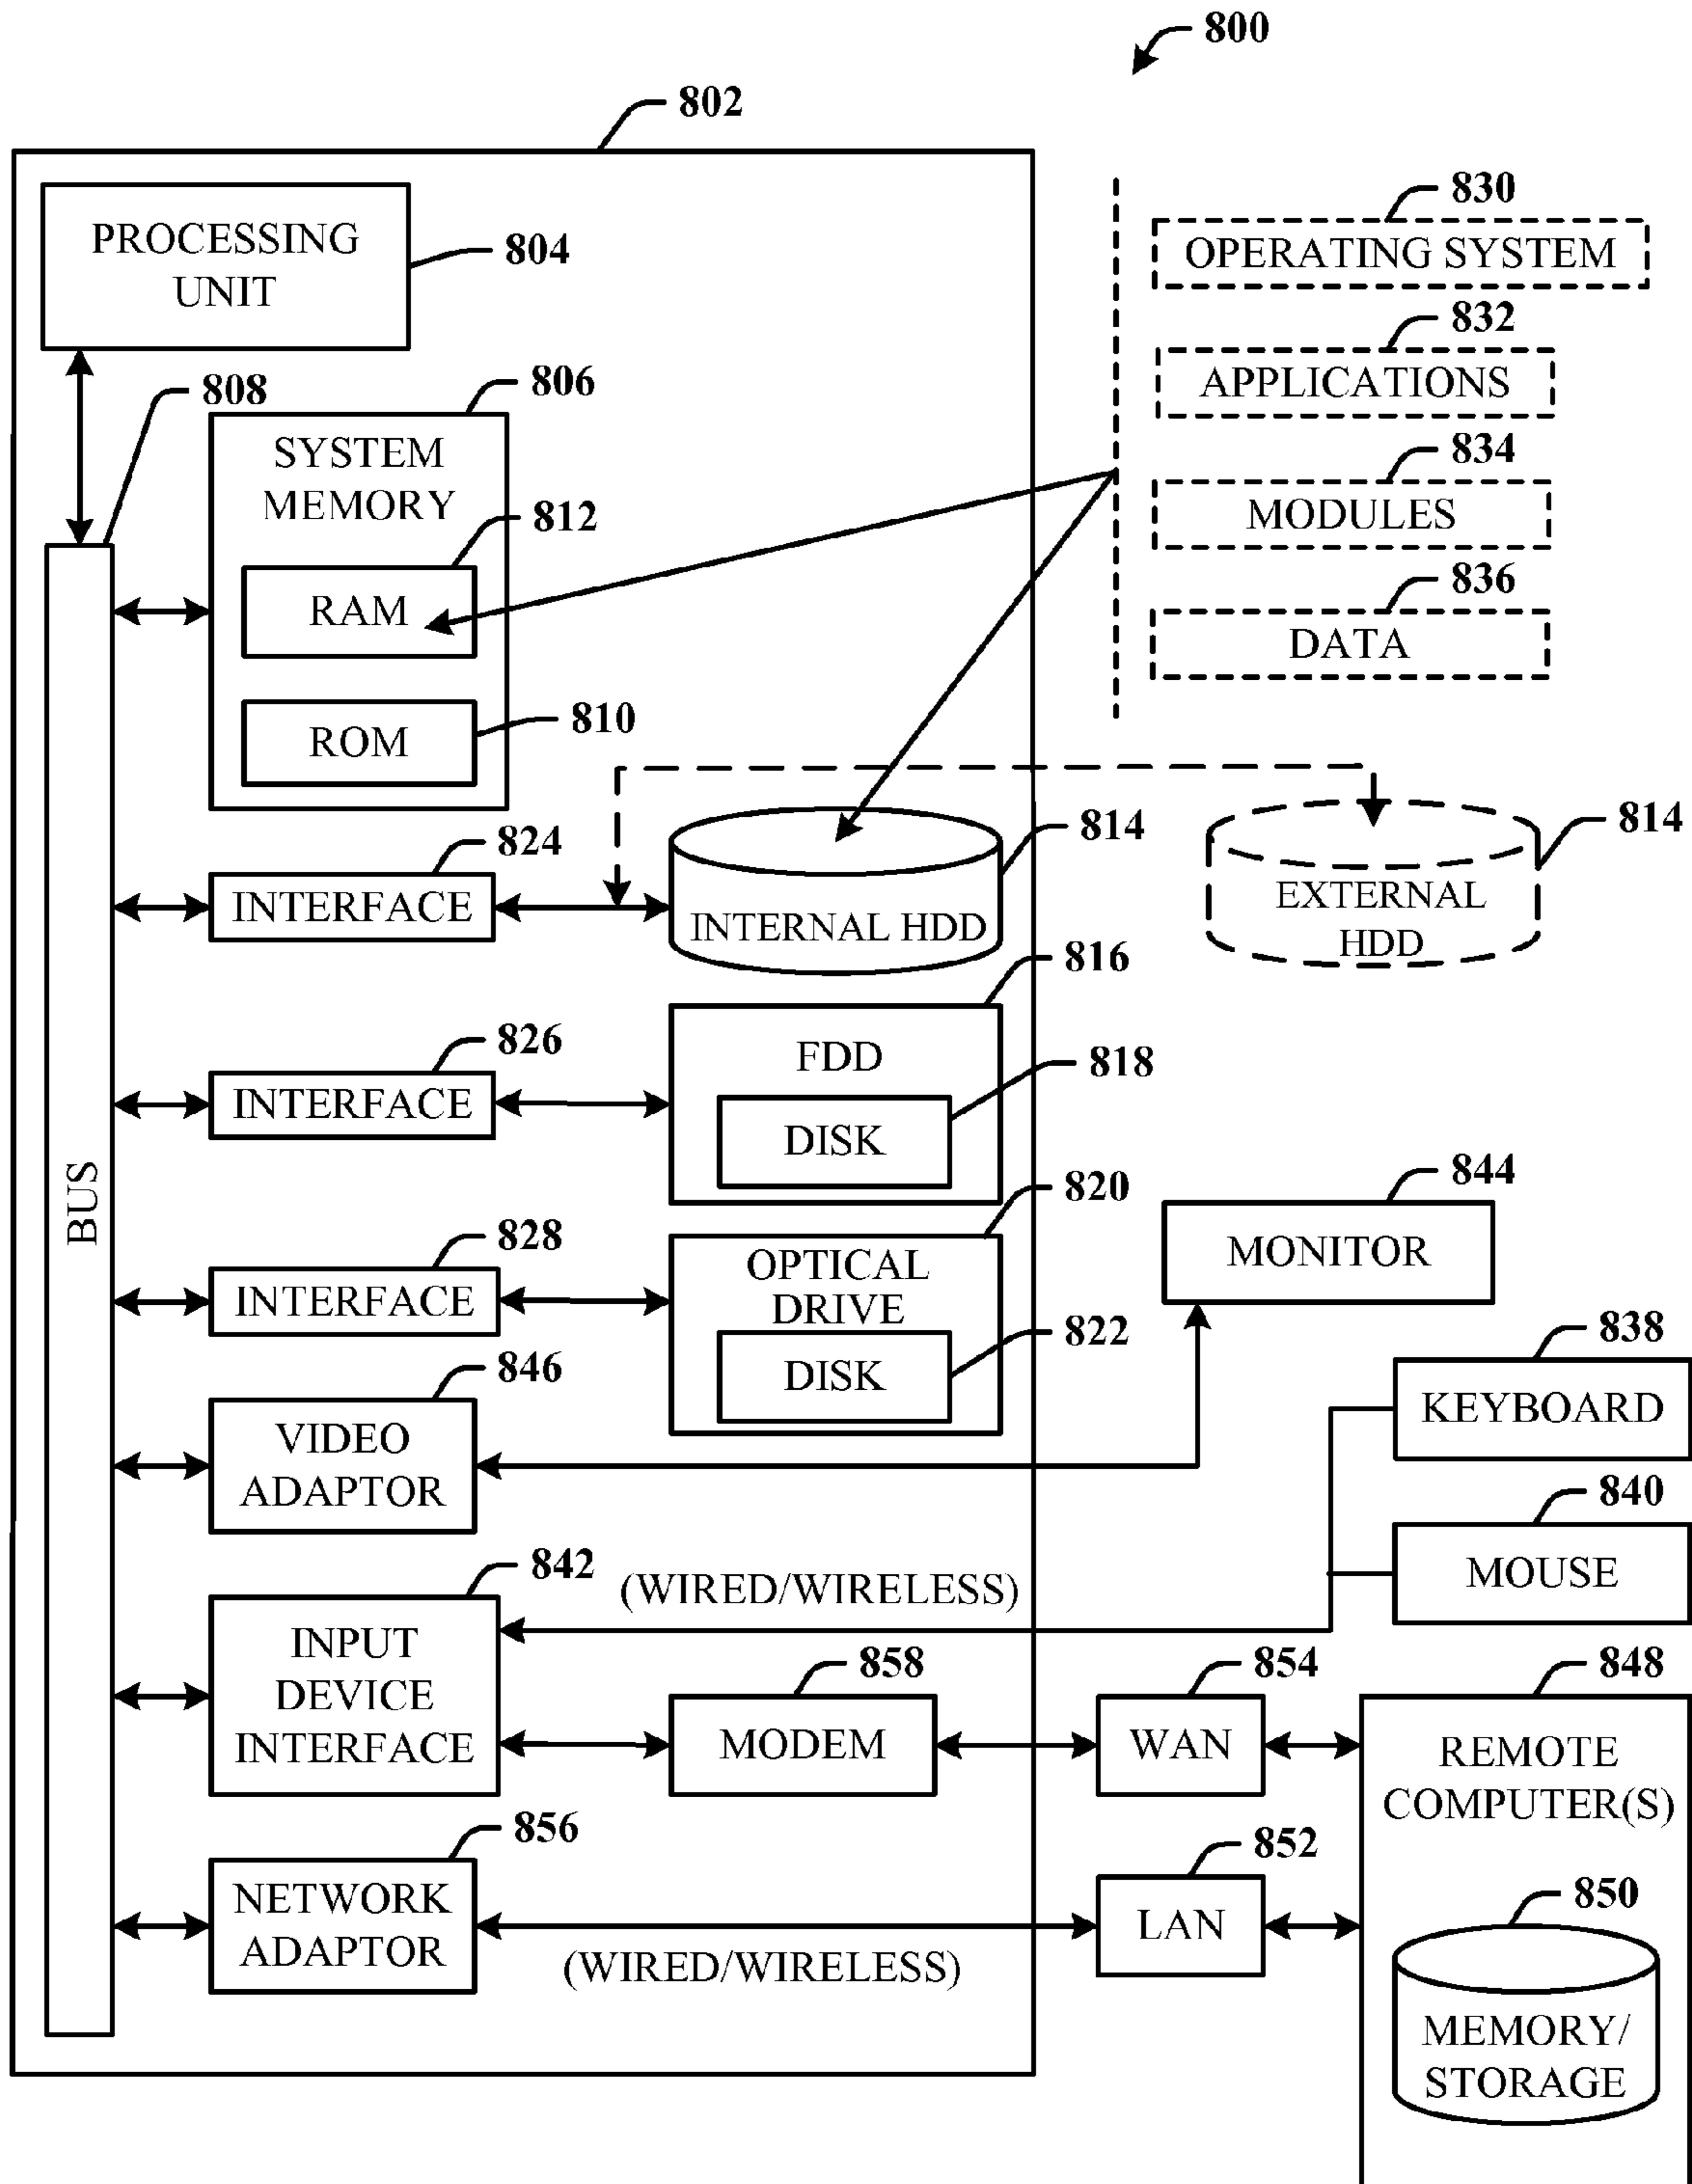 800
802
PROCESSING
UNIT
804
830
OPERATING SYSTEM
832
APPLICATIONS
834
MODULES
836
DATA
808
806
SYSTEM
MEMORY
812
RAM
810
ROM
824
INTERFACE
814
INTERNAL HDD
814
EXTERNAL
HDD
816
FDD
818
DISK
826
INTERFACE
BUS
820
OPTICAL
DRIVE
822
DISK
828
INTERFACE
844
MONITOR
846
VIDEO
ADAPTOR
838
KEYBOARD
840
MOUSE
842
INPUT
DEVICE
INTERFACE
(WIRED/WIRELESS)
858
MODEM
854
WAN
848
REMOTE
COMPUTER(S)
856
NETWORK
ADAPTOR
(WIRED/WIRELESS)
852
LAN
850
MEMORY/
STORAGE